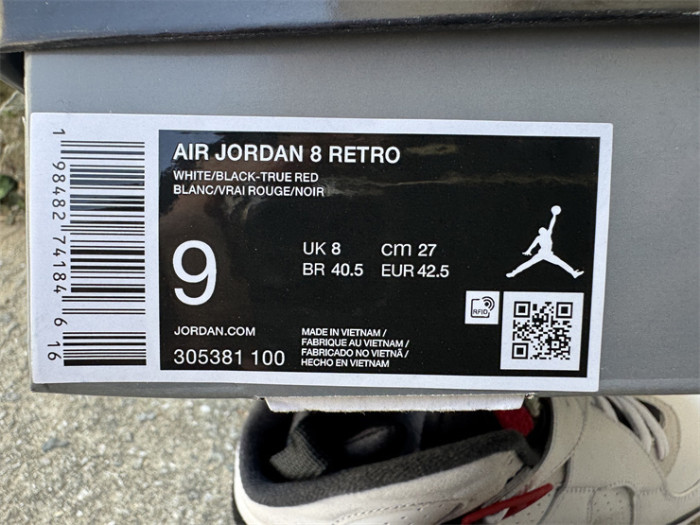 AIR JORDAN 8 RETRO
WHITE/BLACK-TRUE RED
BLANC/VRAI ROUGE/NOIR
9
UK 8 cm 27
BR 40.5 EUR 42.5
RFID
JORDAN.COM
305381 100
MADE IN VIETNAM /
FABRIQUE AU VIETNAM /
FABRICADO NO VIETNÃ /
HECHO EN VIETNAM
1 98482 74184 6 16